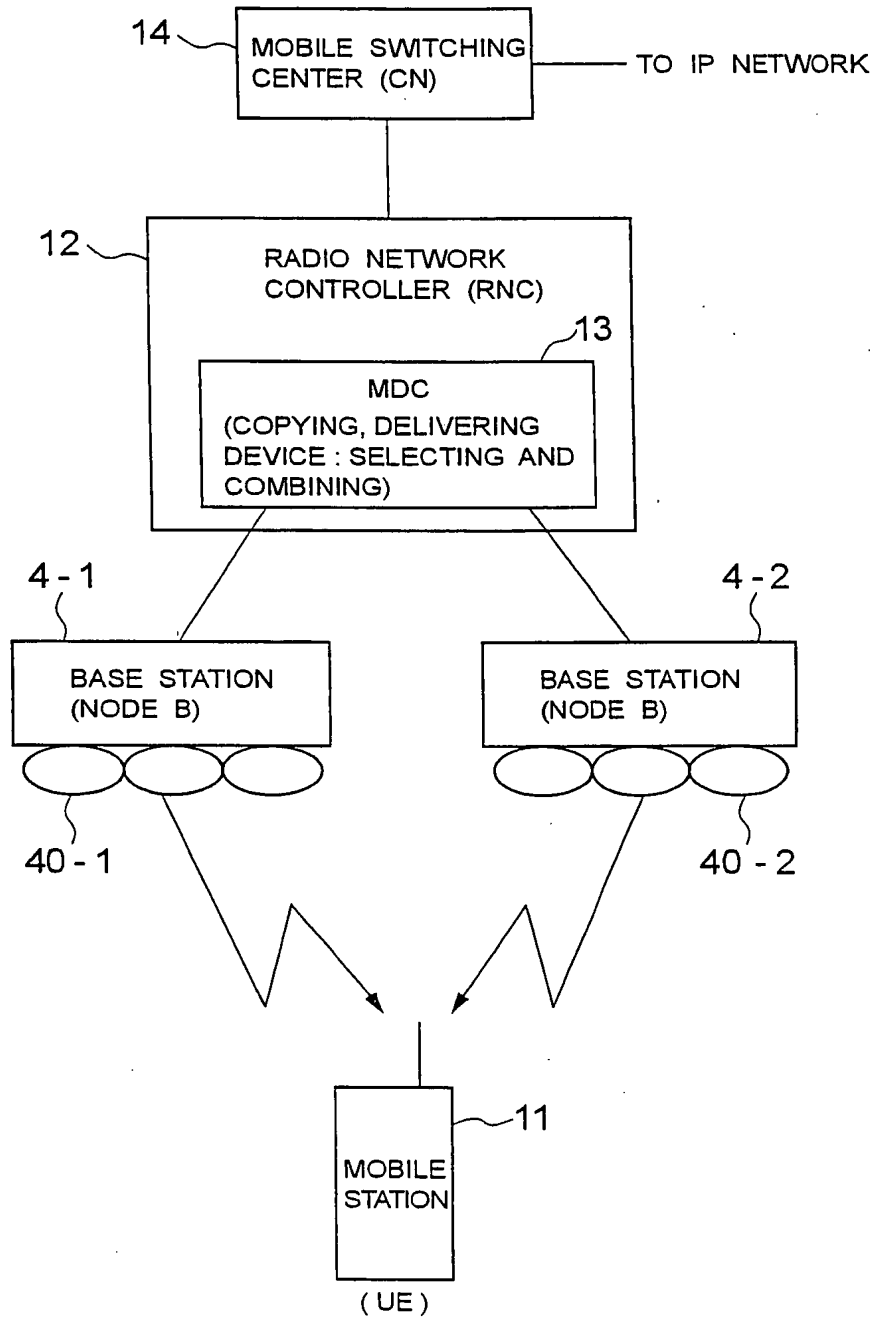 14
MOBILE SWITCHING
CENTER (CN)
TO IP NETWORK
12
RADIO NETWORK
CONTROLLER (RNC)
13
MDC
(COPYING, DELIVERING
DEVICE : SELECTING AND
COMBINING)
4-1
4-2
BASE STATION
(NODE B)
BASE STATION
(NODE B)
40-1
40-2
11
MOBILE
STATION
(UE)